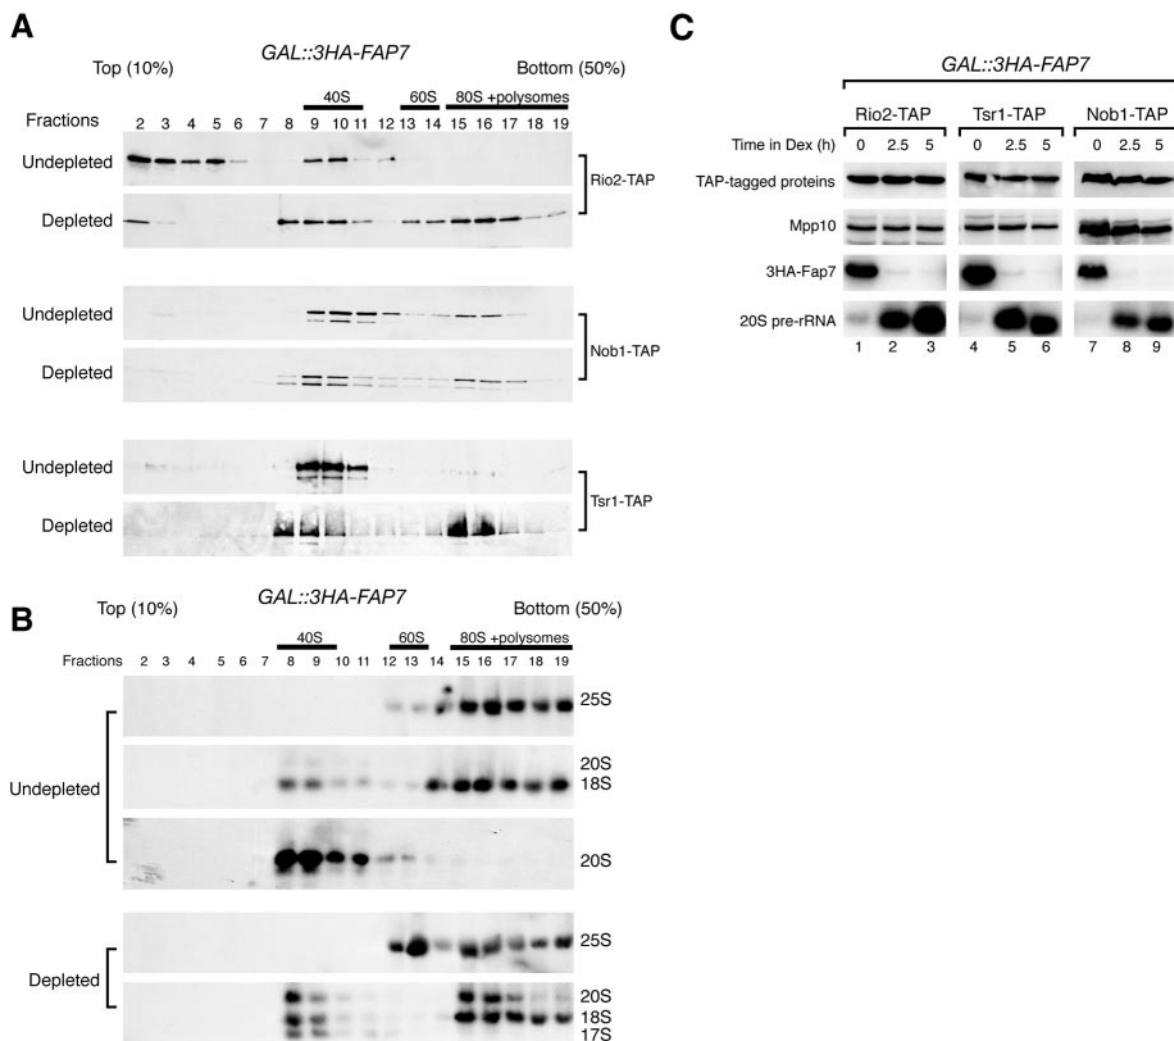 A
GAL::3HA-FAP7
Top (10%)
Bottom (50%)
40S 60S 80S +polysomes
Fractions 2 3 4 5 6 7 8 9 10 11 12 13 14 15 16 17 18 19
Undepleted
Rio2-TAP
Depleted
Undepleted
Nob1-TAP
Depleted
Undepleted
Tsr1-TAP
Depleted
B
GAL::3HA-FAP7
Top (10%)
Bottom (50%)
40S 60S 80S +polysomes
Fractions 2 3 4 5 6 7 8 9 10 11 12 13 14 15 16 17 18 19
25S
20S
Undepleted
18S
20S
25S
Depleted
20S
18S
17S
C
GAL::3HA-FAP7
Rio2-TAP Tsr1-TAP Nob1-TAP
Time in Dex (h) 0 2.5 5 0 2.5 5 0 2.5 5
TAP-tagged proteins
Mpp10
3HA-Fap7
20S pre-rRNA
1 2 3 4 5 6 7 8 9